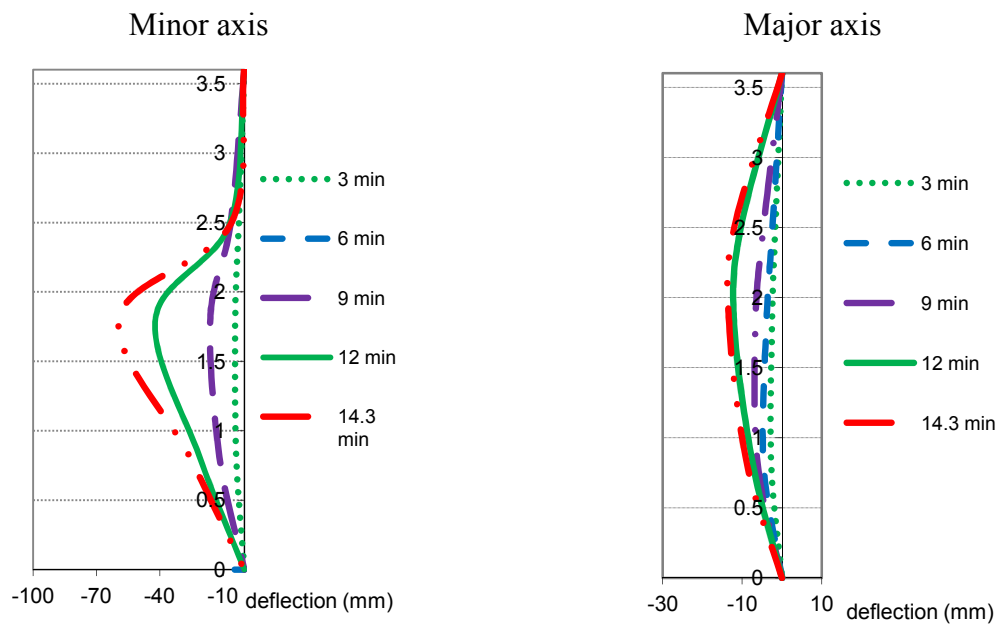 Minor axis
Major axis
3.5
3
2.5
2
1.5
1
0.5
0
-100
-70
-40
-10
deflection (mm)
3 min
6 min
9 min
12 min
14.3
min
3.5
3
2.5
2
1.5
1
0.5
0
-30
-10
10
deflection (mm)
3 min
6 min
9 min
12 min
14.3 min